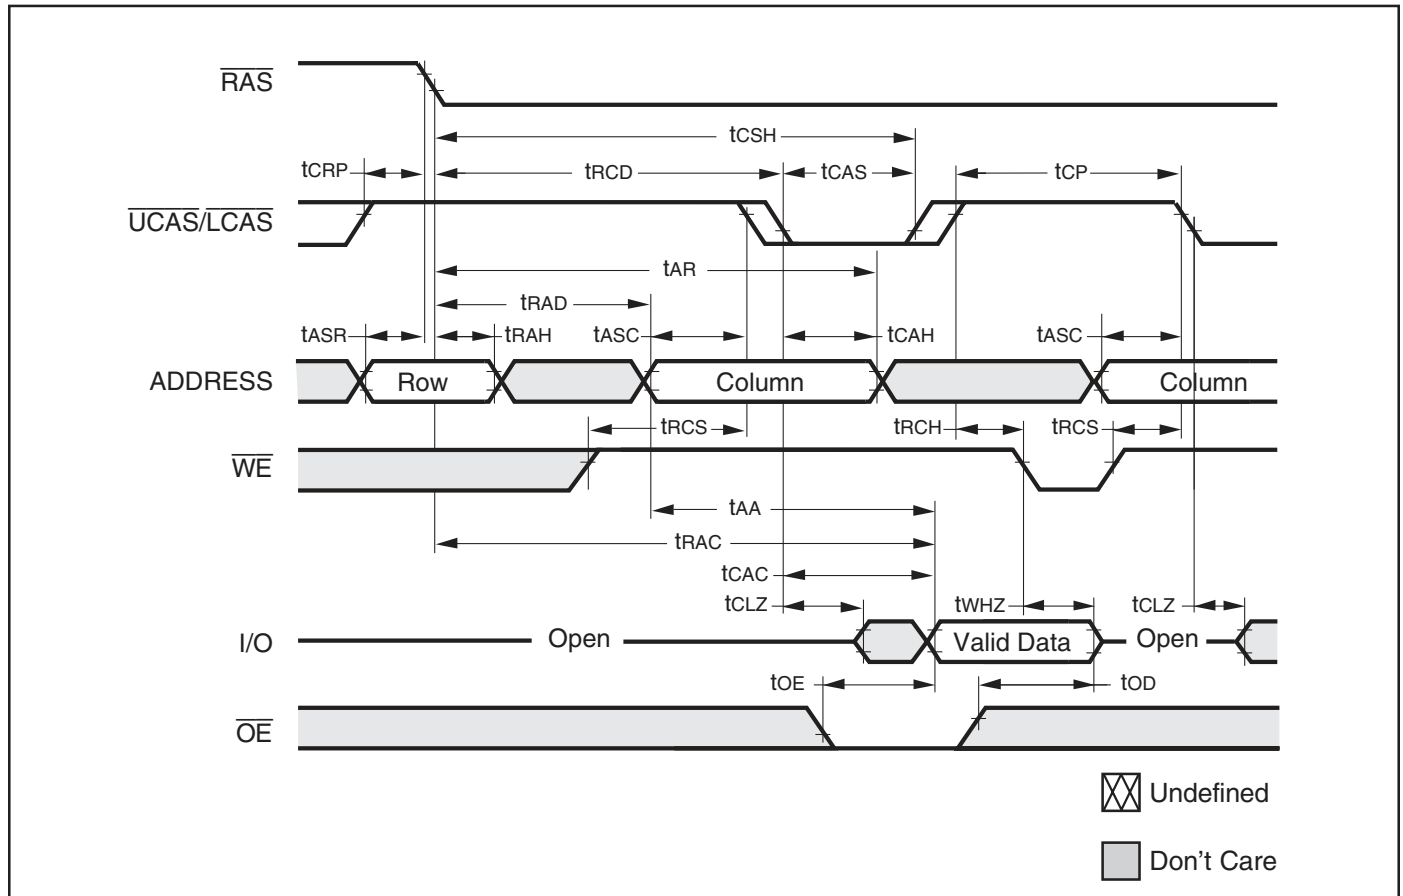 RAS
tCSH
tCRP tRCD tCAS tCP
UCAS/LCAS
tAR
tRAD
tASR tRAH tASC tCAH tASC
ADDRESS Row Column Column
tRCS tRCH tRCS
WE
tAA
tRAC
tCAC
tCLZ tWHZ tCLZ
I/O Open Valid Data Open
tOE tOD
OE
Undefined
Don't Care